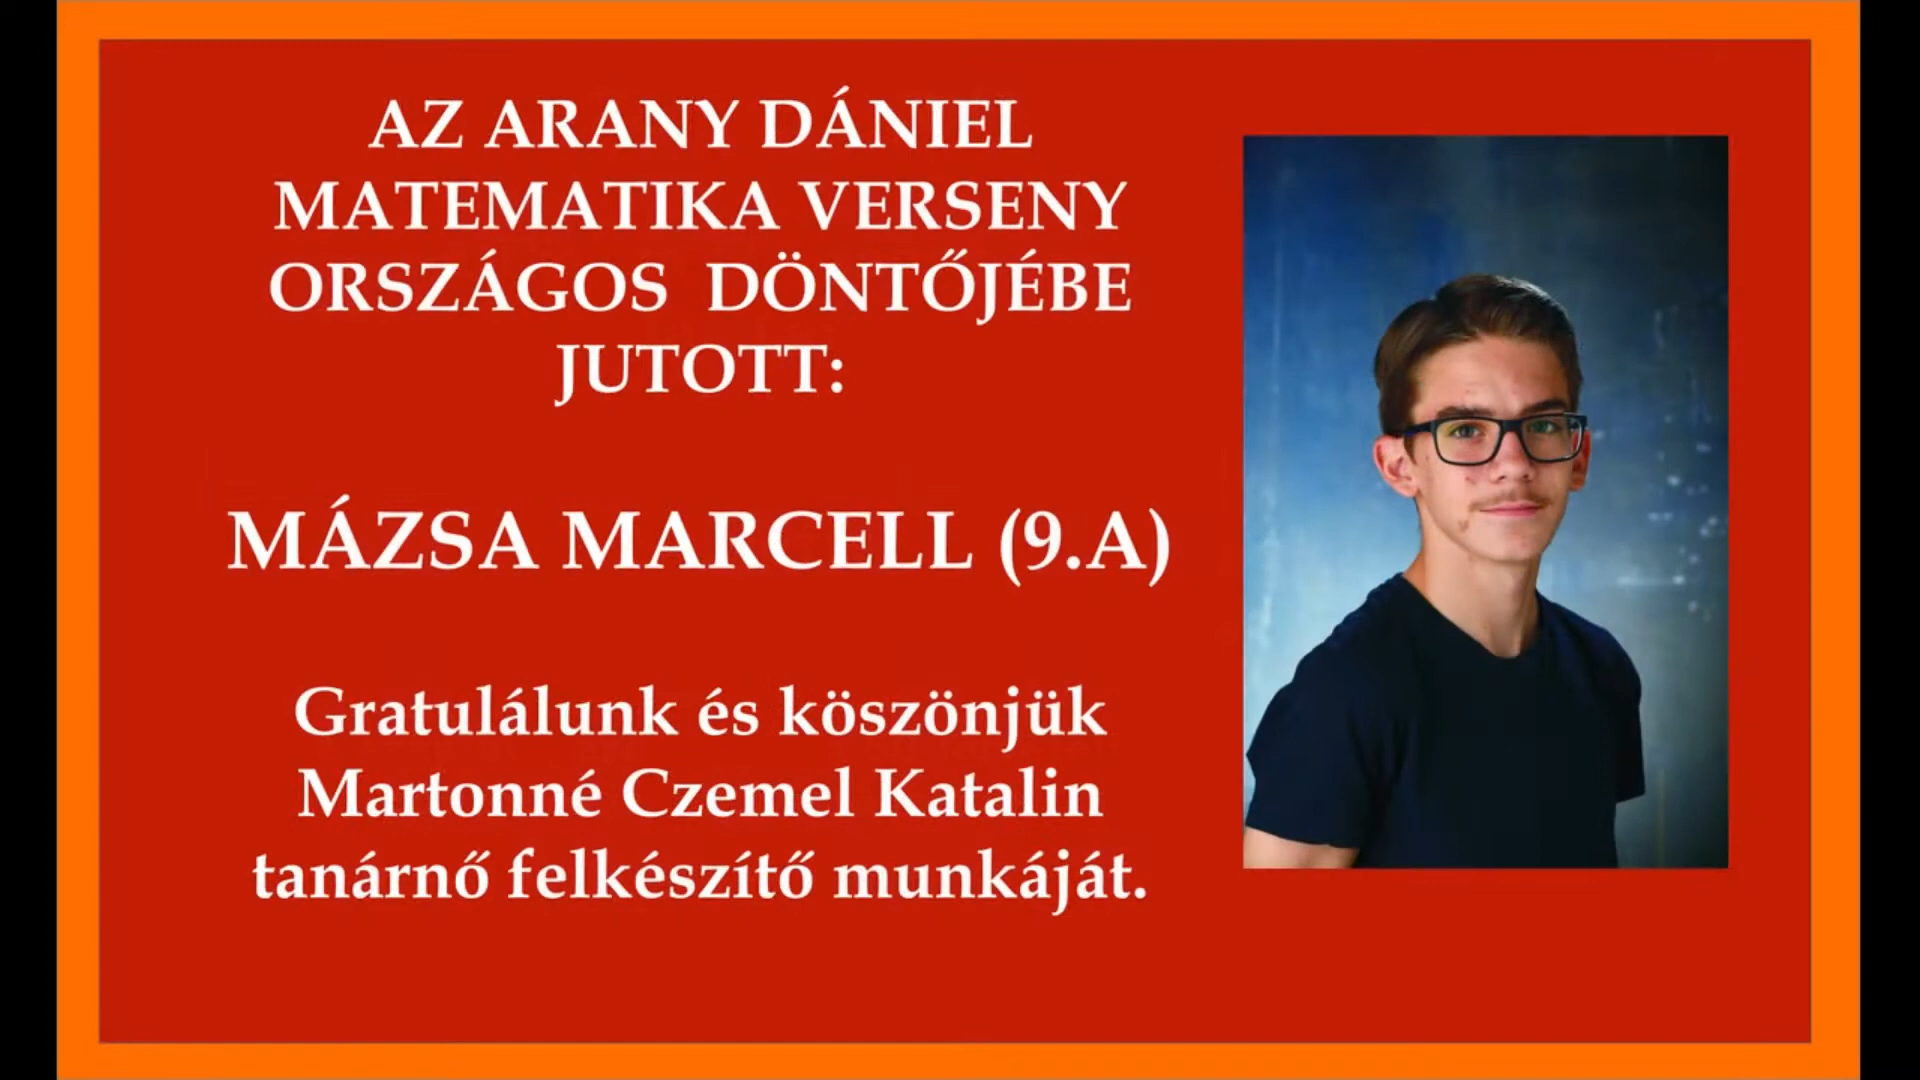 AZ ARANY DÁNIEL
MATEMATIKA VERSENY
ORSZÁGOS DÖNTŐJÉBE
JUTOTT:
MÁZSA MARCELL (9.A)
Gratulálunk és köszönjük
Martonné Czemel Katalin
tanárnő felkészítő munkáját.